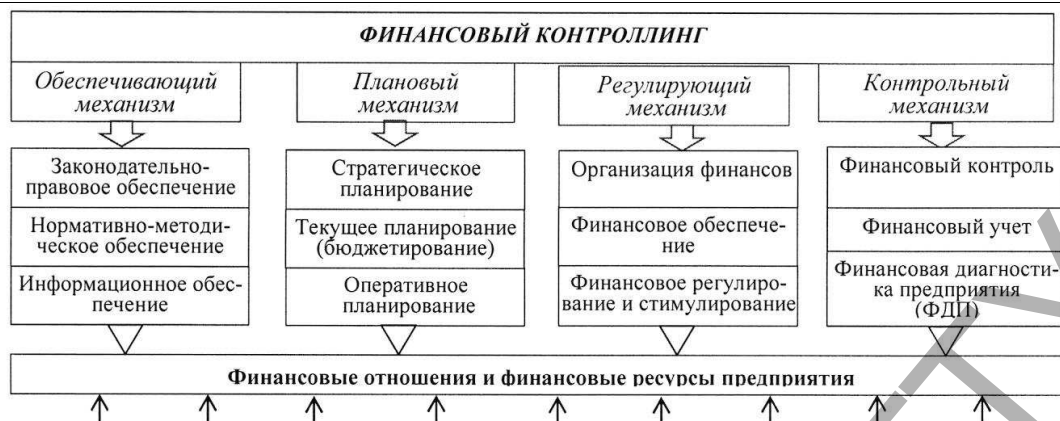 ФИНАНСОВЫЙ КОНТРОЛЛИНГ
Обеспечивающий
механизм
Плановый
механизм
Регулирующий
механизм
Контрольный
механизм
Законодательно-
правовое обеспечение
Нормативно-методи-
ческое обеспечение
Информационное обес-
печение
Стратегическое
планирование
Текущее планирование
(бюджетирование)
Оперативное
планирование
Организация финансов
Финансовое обеспече-
ние
Финансовое регулиро-
вание и стимулирование
Финансовый контроль
Финансовый учет
Финансовая диагности-
ка предприятия
(ФДП)
Финансовые отношения и финансовые ресурсы предприятия